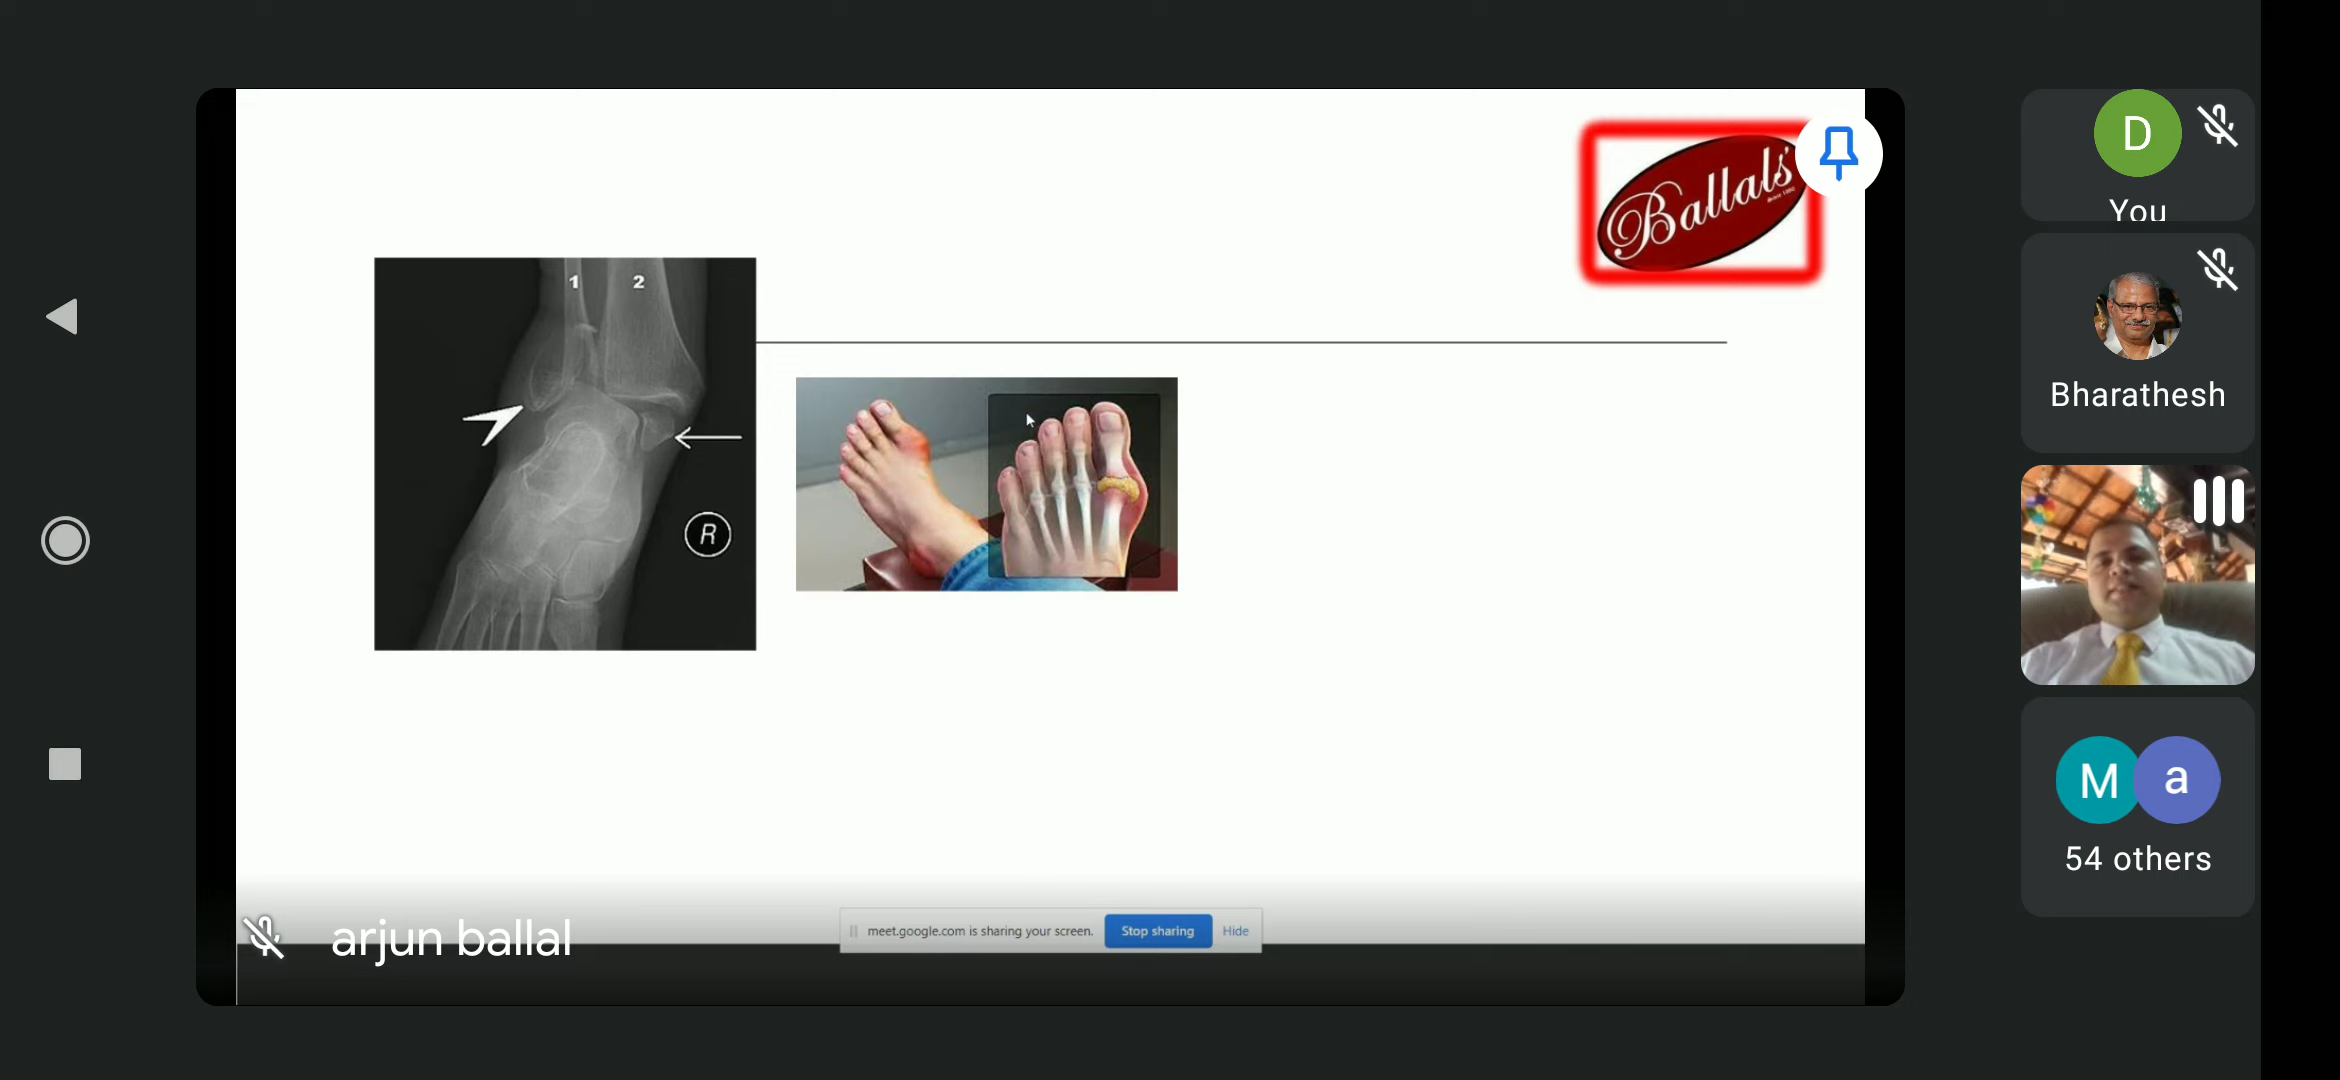 Ballals'
1
2
R
arjun ballal
meet.google.com is sharing your screen.
Stop sharing
Hide
D
You
Bharathesh
M
a
54 others